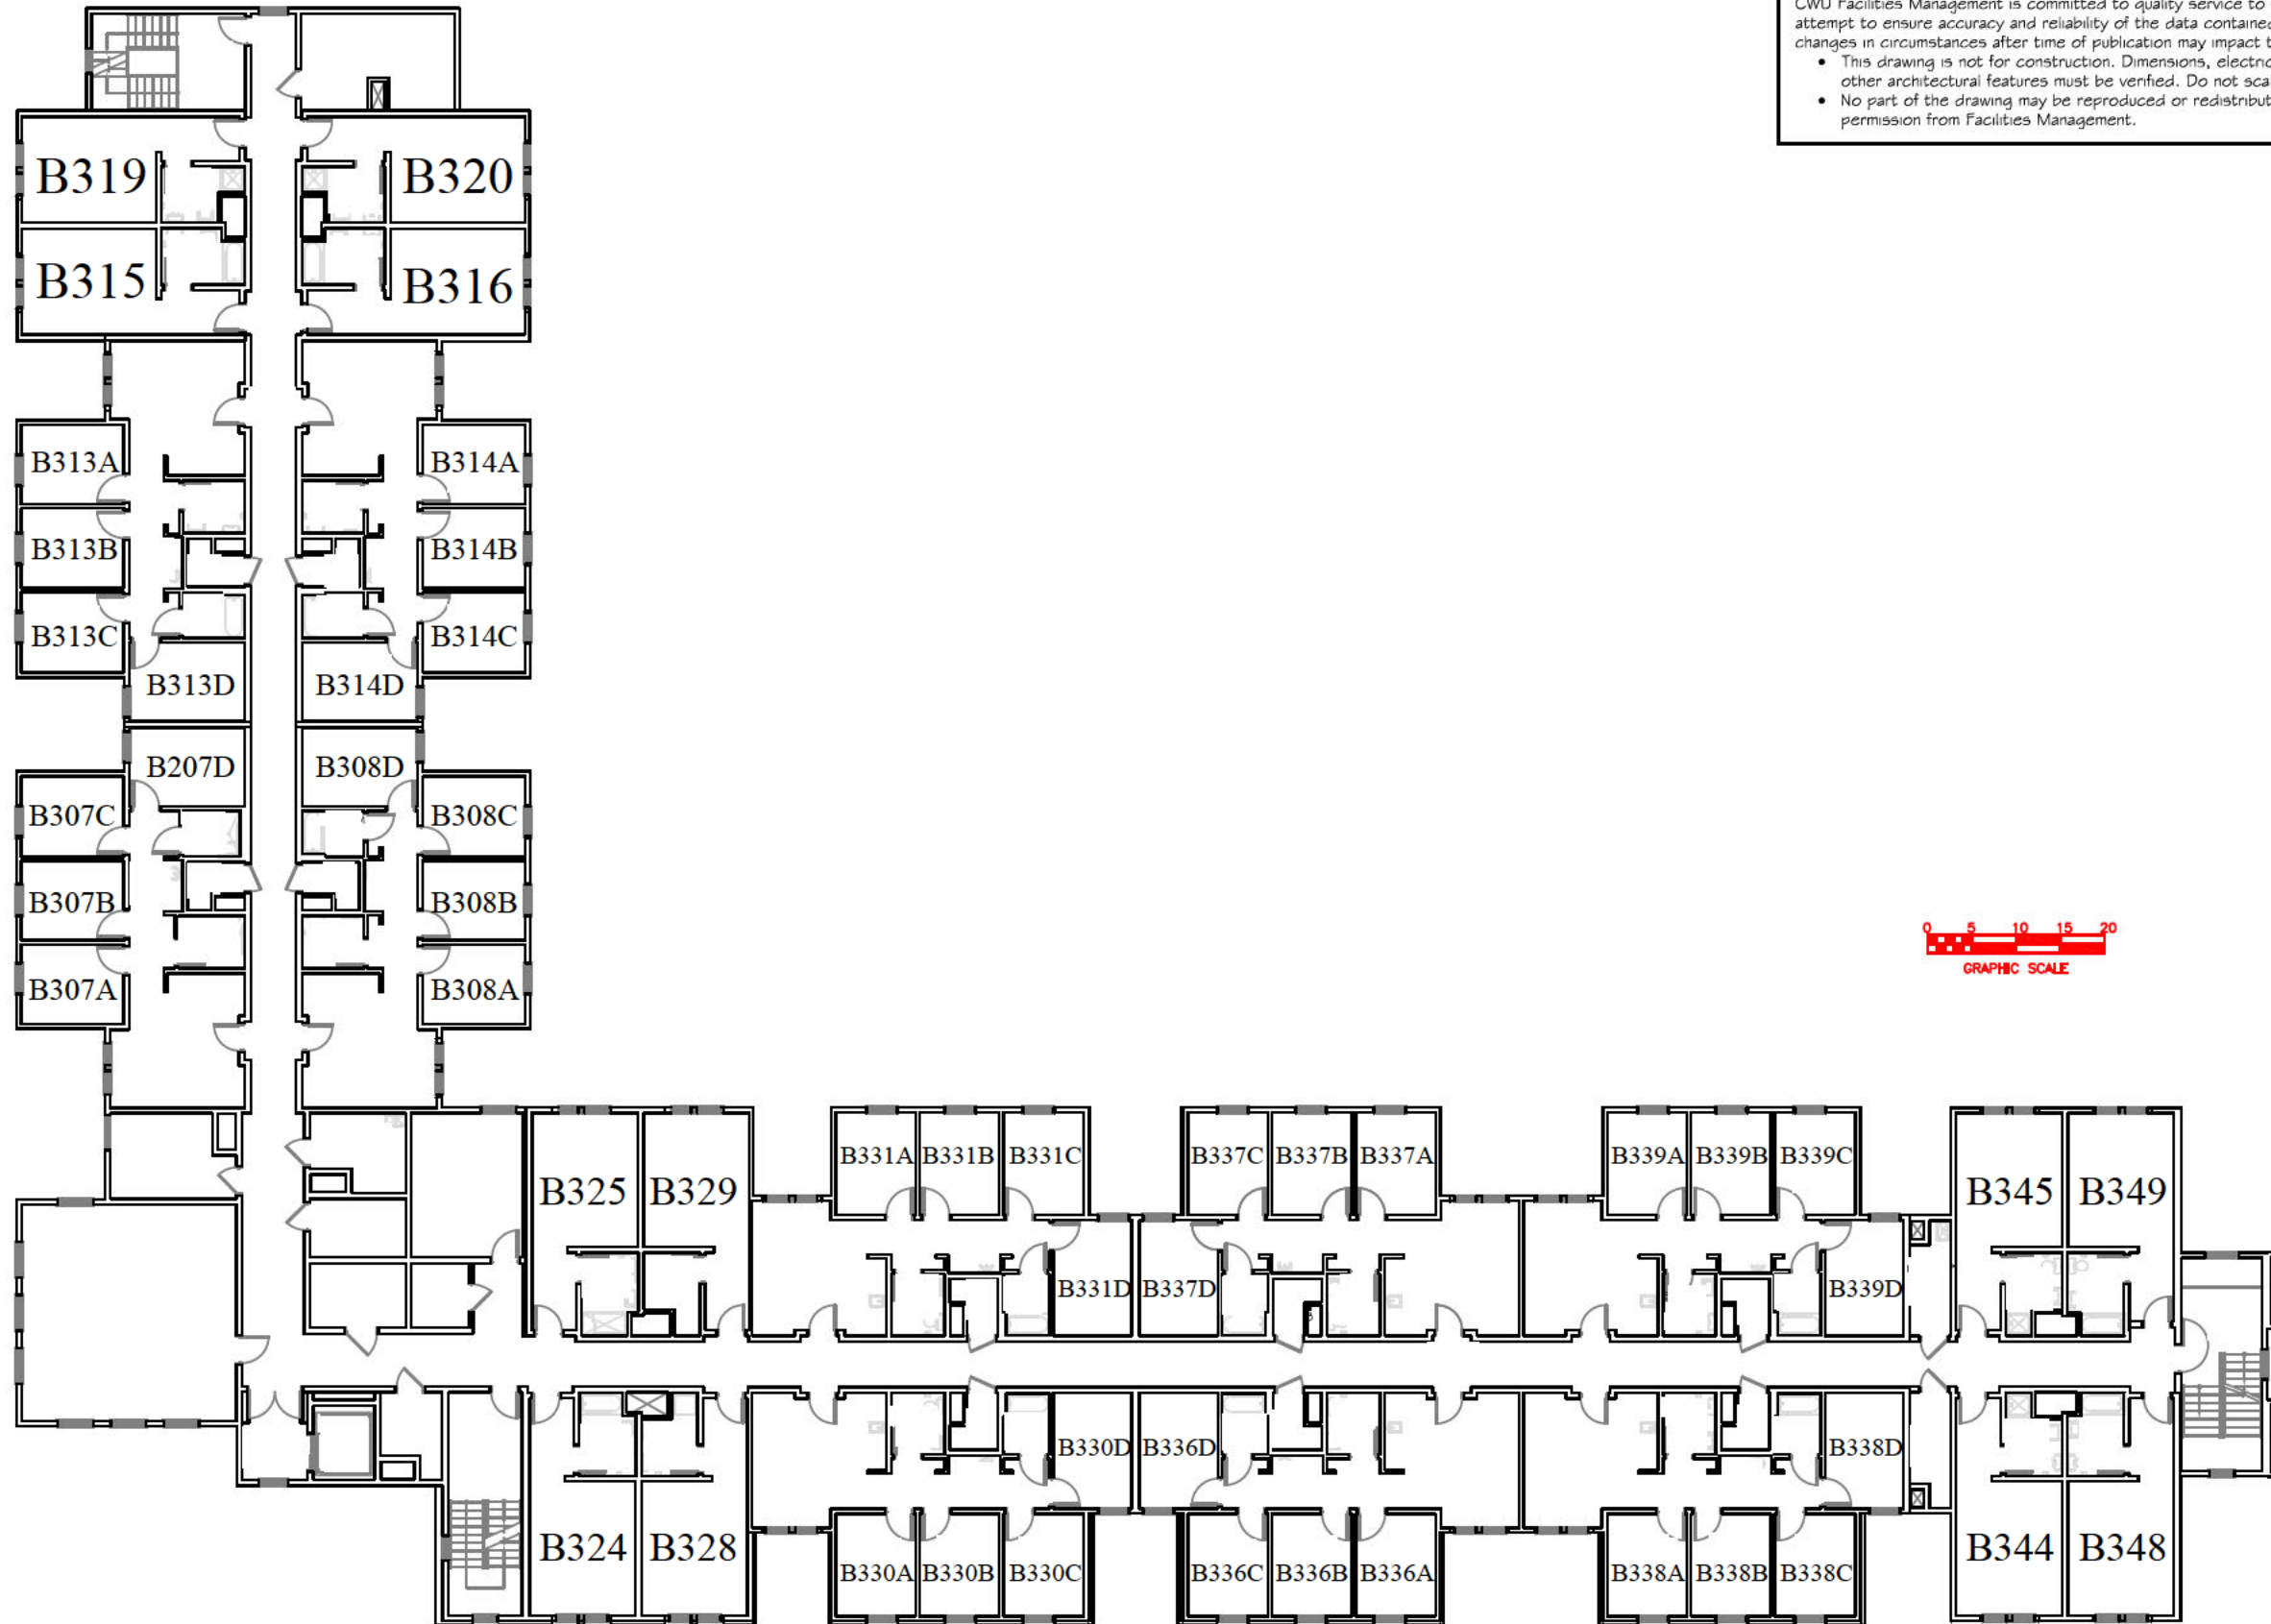 CWU Facilities Management is committed to quality service to
attempt to ensure accuracy and reliability of the data contained
changes in circumstances after time of publication may impact t
• This drawing is not for construction. Dimensions, electric
other architectural features must be verified. Do not scal
• No part of the drawing may be reproduced or redistribut
permission from Facilities Management.
B319
B320
B315
B316
B313A
B314A
B313B
B314B
B313C
B314C
B313D
B314D
B207D
B308D
B307C
B308C
B307B
B308B
B307A
B308A
0 5 10 15 20
GRAPHIC SCALE
B331A B331B B331C
B337C B337B B337A
B339A B339B B339C
B325 B329
B345 B349
B331D B337D
B339D
B330D B336D
B338D
B324 B328
B344 B348
B330A B330B B330C
B336C B336B B336A
B338A B338B B338C